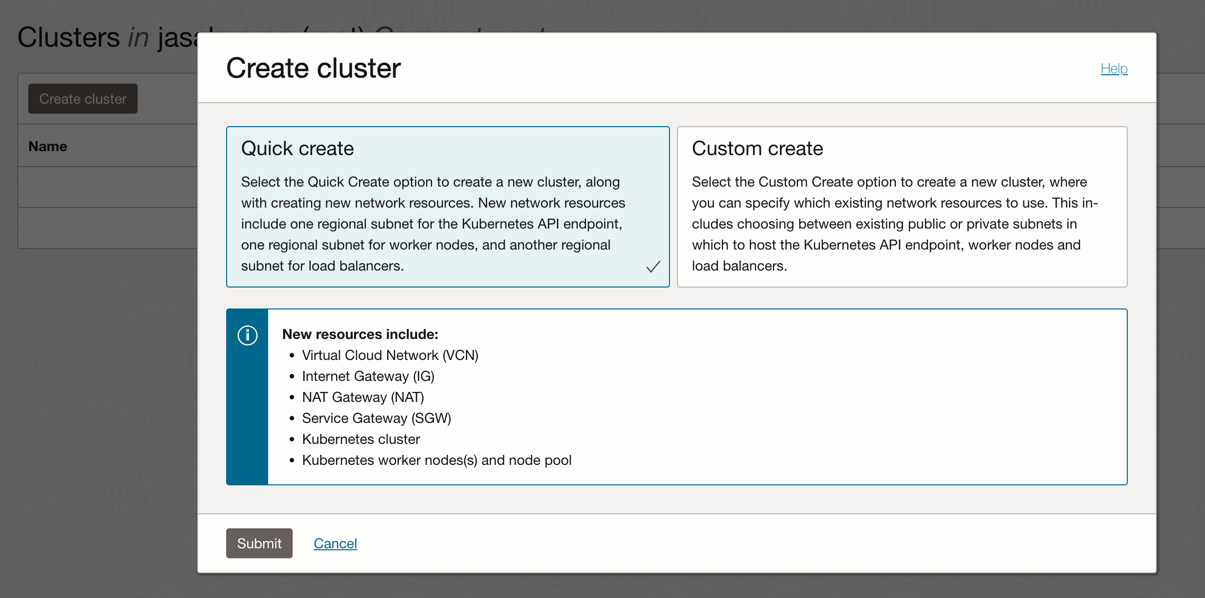 Clusters in
Create cluster
Name
Create cluster
Help
Quick create
Select the Quick Create option to create a new cluster, along
with creating new network resources. New network resources
include one regional subnet for the Kubernetes API endpoint,
one regional subnet for worker nodes, and another regional
subnet for load balancers.
Custom create
Select the Custom Create option to create a new cluster, where
you can specify which existing network resources to use. This in-
cludes choosing between existing public or private subnets in
which to host the Kubernetes API endpoint, worker nodes and
load balancers.
New resources include:
• Virtual Cloud Network (VCN)
• Internet Gateway (IG)
• NAT Gateway (NAT)
• Service Gateway (SGW)
• Kubernetes cluster
• Kubernetes worker nodes(s) and node pool
Submit
Cancel